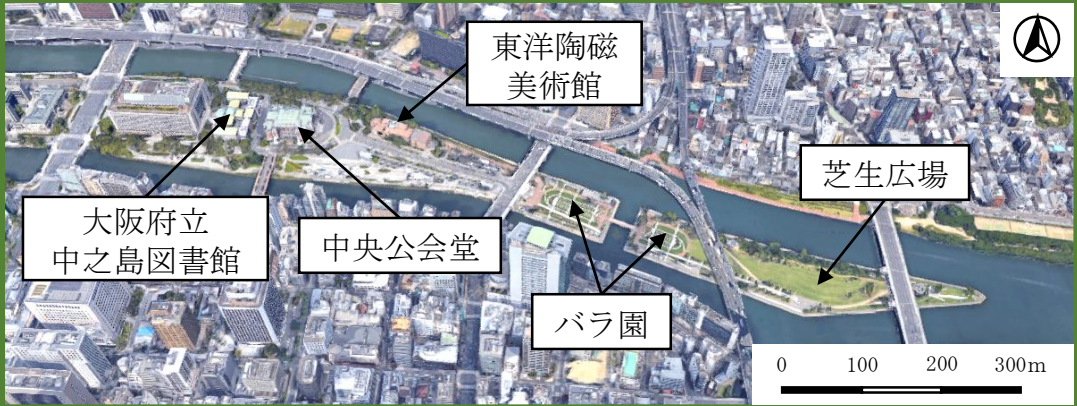 東洋陶磁
美術館
芝生広場
大阪府立
中之島図書館
中央公会堂
バラ園
0 100 200 300m